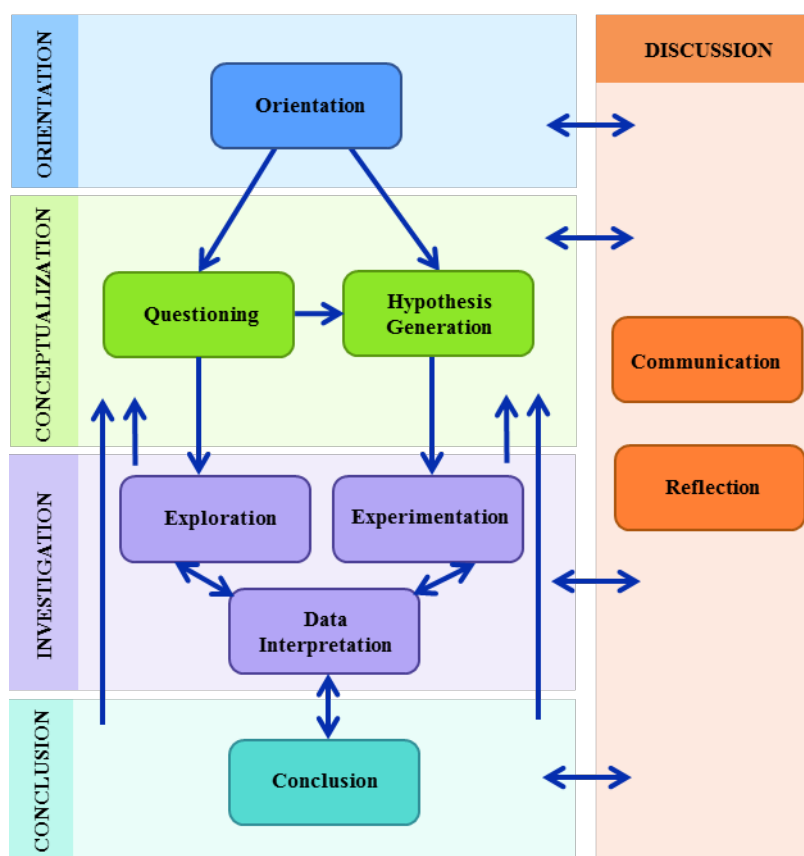 ORIENTATION
Orientation
CONCEPTUALIZATION
Questioning
Hypothesis
Generation
INVESTIGATION
Exploration
Experimentation
Data
Interpretation
CONCLUSION
Conclusion
DISCUSSION
Communication
Reflection